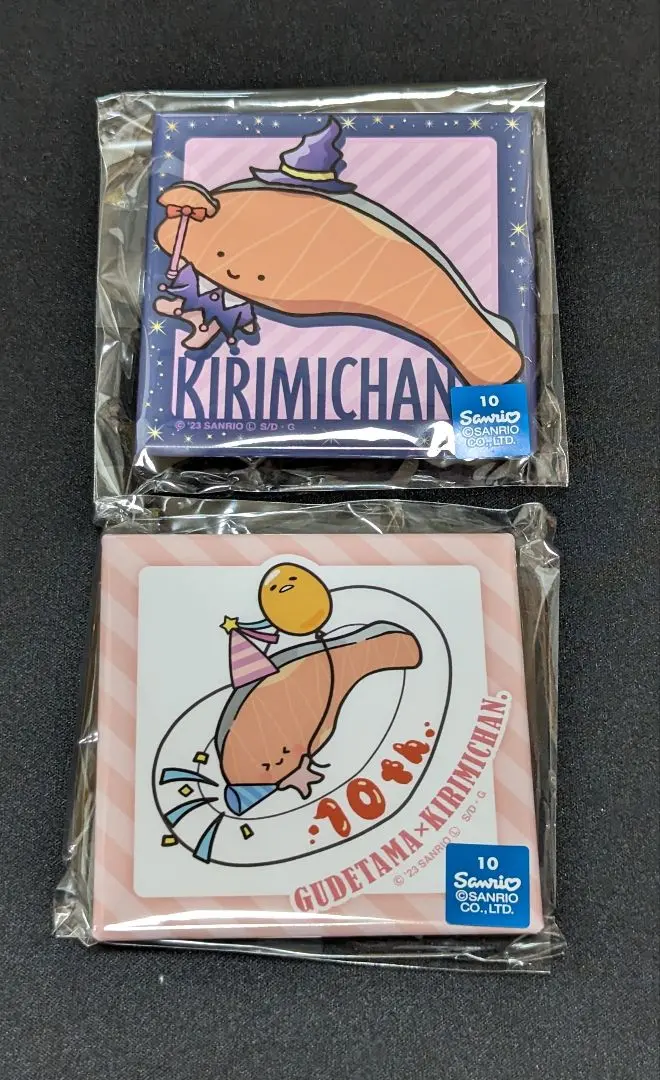 KIRIMICHAN
© '23 SANRIO Ⓛ S/D・G
10
Sanrio
©SANRIO
CO.,LTD.
10th
GUDETAMA×KIRIMICHAN.
© '23 SANRIO Ⓛ S/D・G
10
Sanrio
©SANRIO
CO.,LTD.